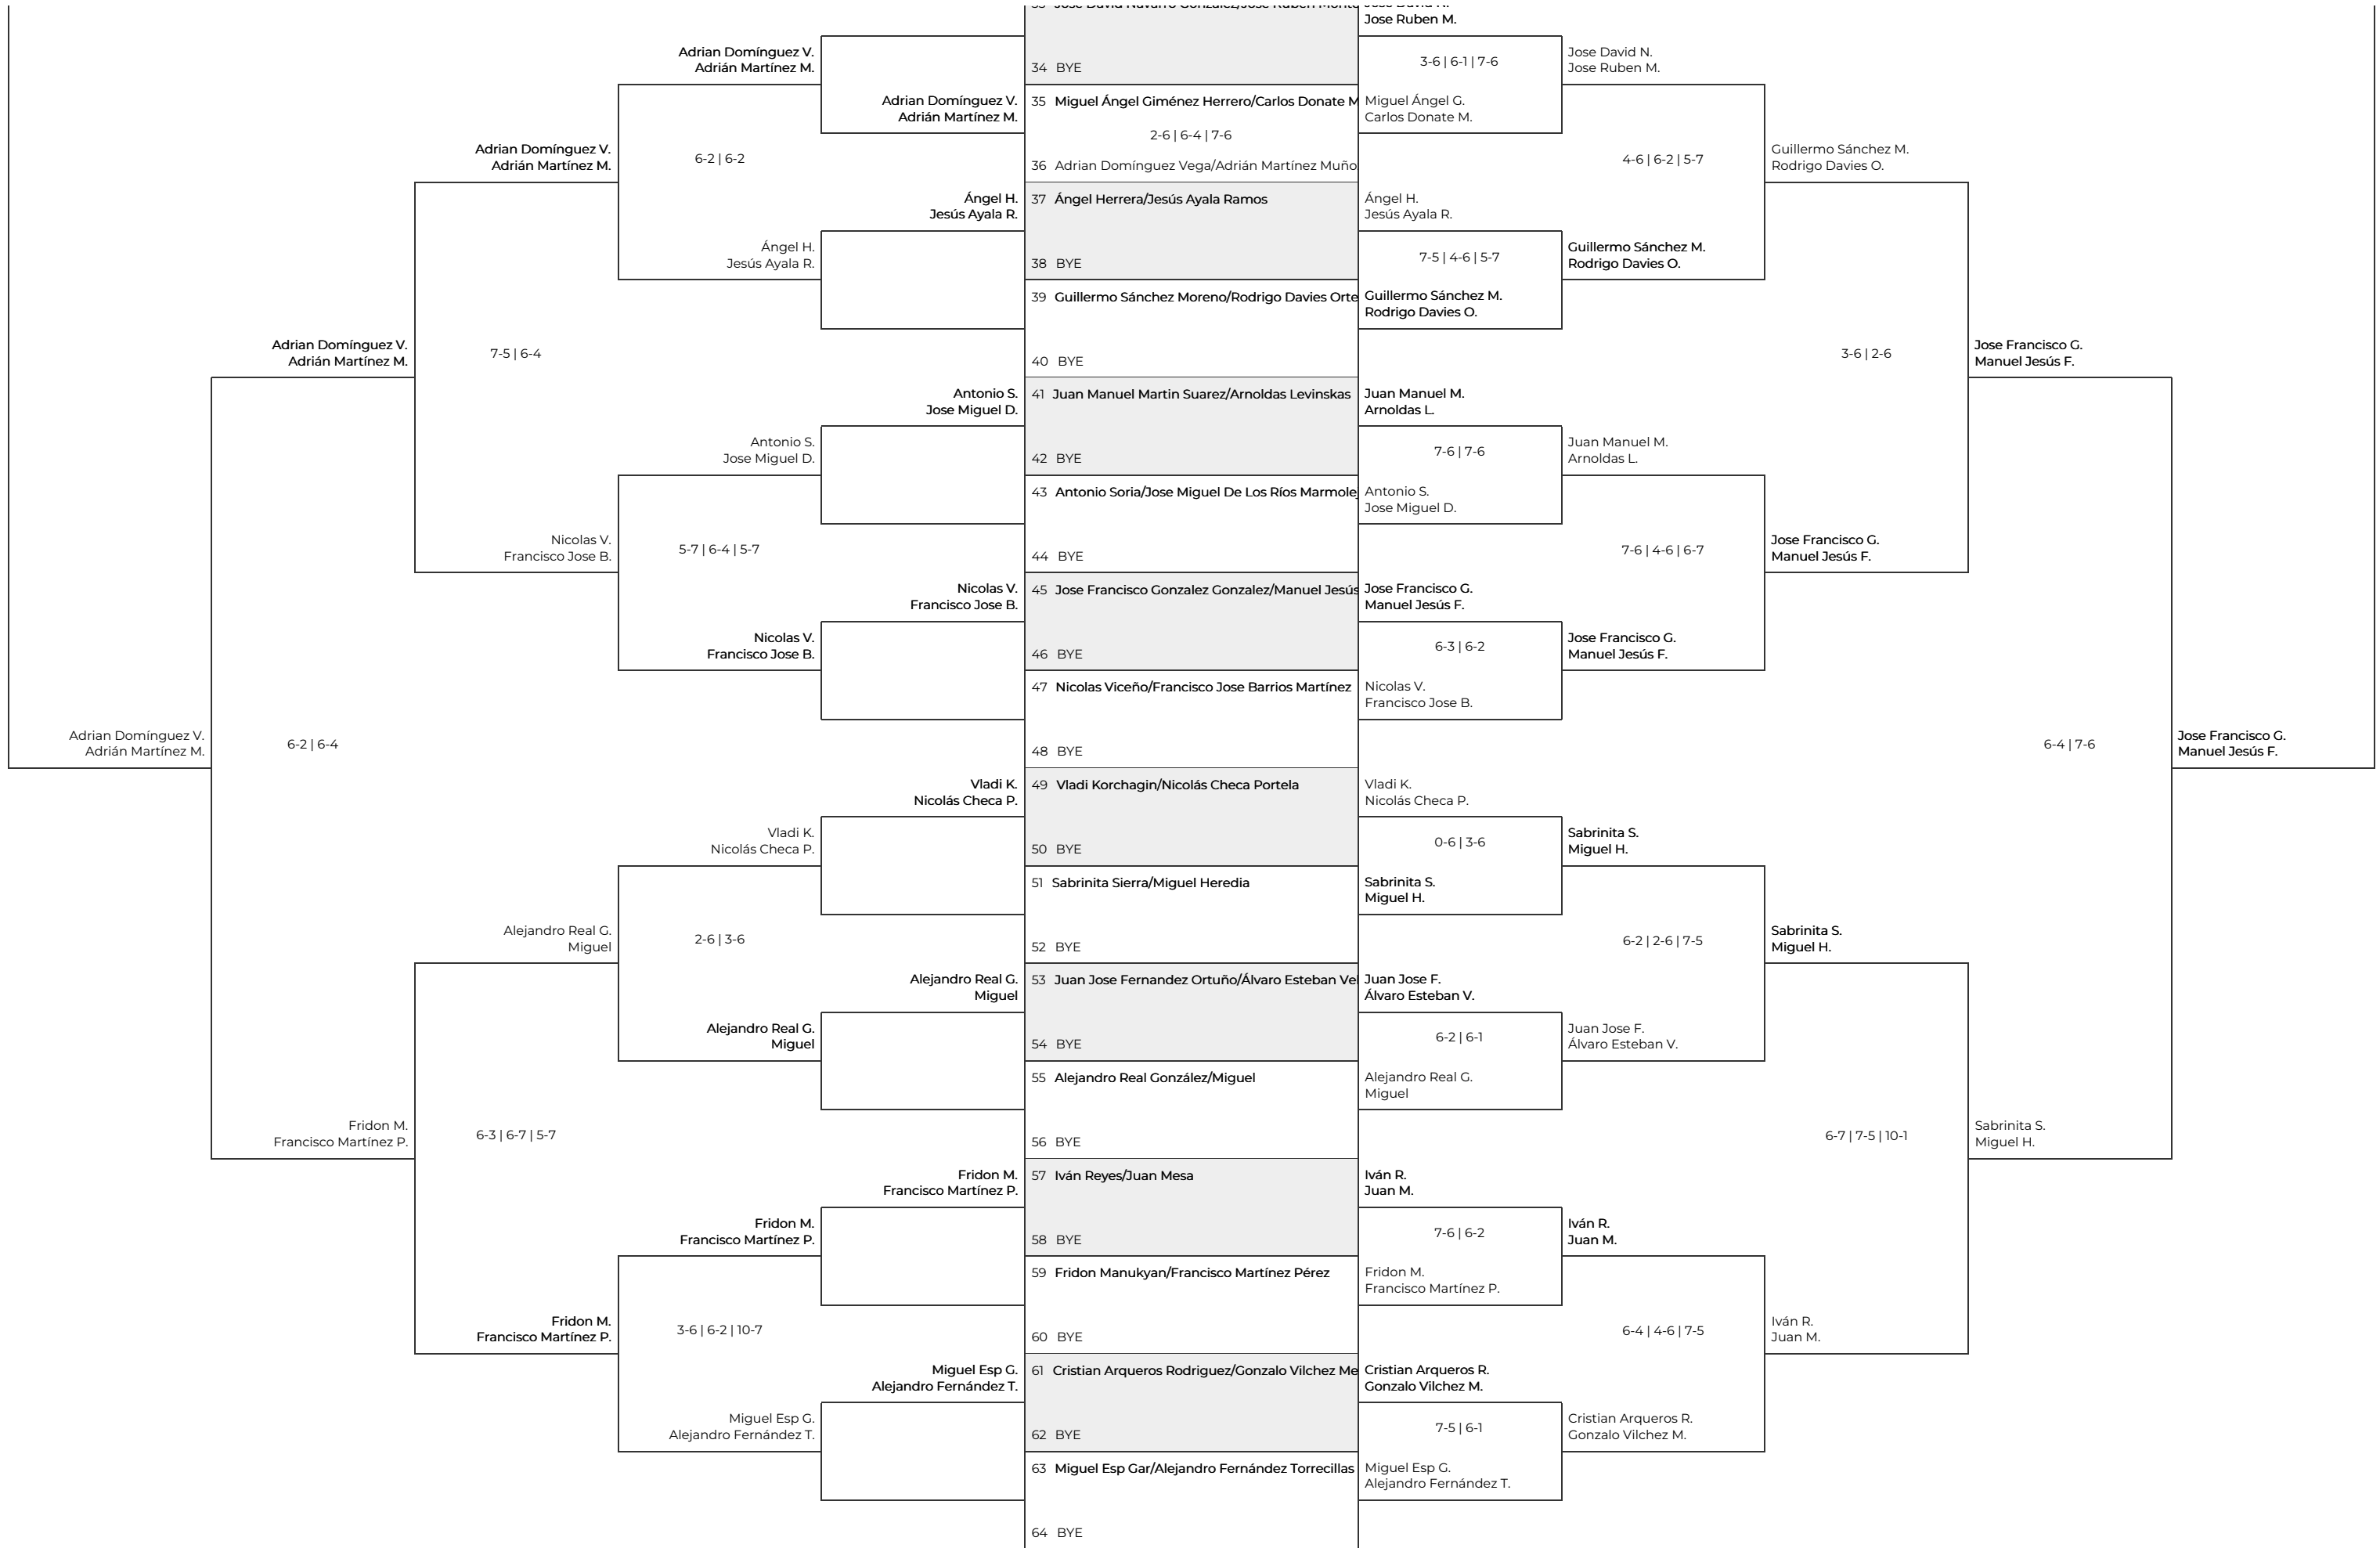 Jose Ruben M.
Adrian Domínguez V.
Adrián Martínez M.
34 BYE
3-6 | 6-1 | 7-6
Jose David N.
Jose Ruben M.
Adrian Domínguez V.
Adrián Martínez M.
35 Miguel Ángel Giménez Herrero/Carlos Donate M
Miguel Ángel G.
Carlos Donate M.
2-6 | 6-4 | 7-6
Adrian Domínguez V.
Adrián Martínez M.
6-2 | 6-2
36 Adrian Domínguez Vega/Adrián Martínez Muño
4-6 | 6-2 | 5-7
Guillermo Sánchez M.
Rodrigo Davies O.
Ángel H.
Jesús Ayala R.
37 Ángel Herrera/Jesús Ayala Ramos
Ángel H.
Jesús Ayala R.
Ángel H.
Jesús Ayala R.
38 BYE
7-5 | 4-6 | 5-7
Guillermo Sánchez M.
Rodrigo Davies O.
39 Guillermo Sánchez Moreno/Rodrigo Davies Orte
Guillermo Sánchez M.
Rodrigo Davies O.
Adrian Domínguez V.
Adrián Martínez M.
7-5 | 6-4
40 BYE
3-6 | 2-6
Jose Francisco G.
Manuel Jesús F.
Antonio S.
Jose Miguel D.
41 Juan Manuel Martin Suarez/Arnoldas Levinskas
Juan Manuel M.
Arnoldas L.
Antonio S.
Jose Miguel D.
42 BYE
7-6 | 7-6
Juan Manuel M.
Arnoldas L.
43 Antonio Soria/Jose Miguel De Los Ríos Marmole
Antonio S.
Jose Miguel D.
Nicolas V.
Francisco Jose B.
5-7 | 6-4 | 5-7
44 BYE
7-6 | 4-6 | 6-7
Jose Francisco G.
Manuel Jesús F.
Nicolas V.
Francisco Jose B.
45 Jose Francisco Gonzalez Gonzalez/Manuel Jesús
Jose Francisco G.
Manuel Jesús F.
Nicolas V.
Francisco Jose B.
46 BYE
6-3 | 6-2
Jose Francisco G.
Manuel Jesús F.
47 Nicolas Viceño/Francisco Jose Barrios Martínez
Nicolas V.
Francisco Jose B.
Adrian Domínguez V.
Adrián Martínez M.
6-2 | 6-4
48 BYE
6-4 | 7-6
Jose Francisco G.
Manuel Jesús F.
Vladi K.
Nicolás Checa P.
49 Vladi Korchagin/Nicolás Checa Portela
Vladi K.
Nicolás Checa P.
Vladi K.
Nicolás Checa P.
50 BYE
0-6 | 3-6
Sabrinita S.
Miguel H.
51 Sabrinita Sierra/Miguel Heredia
Sabrinita S.
Miguel H.
Alejandro Real G.
Miguel
2-6 | 3-6
52 BYE
6-2 | 2-6 | 7-5
Sabrinita S.
Miguel H.
Alejandro Real G.
Miguel
53 Juan Jose Fernandez Ortuño/Álvaro Esteban Vel
Juan Jose F.
Álvaro Esteban V.
Alejandro Real G.
Miguel
54 BYE
6-2 | 6-1
Juan Jose F.
Álvaro Esteban V.
55 Alejandro Real González/Miguel
Alejandro Real G.
Miguel
Fridon M.
Francisco Martínez P.
6-3 | 6-7 | 5-7
56 BYE
6-7 | 7-5 | 10-1
Sabrinita S.
Miguel H.
Fridon M.
Francisco Martínez P.
57 Iván Reyes/Juan Mesa
Iván R.
Juan M.
Fridon M.
Francisco Martínez P.
58 BYE
7-6 | 6-2
Iván R.
Juan M.
59 Fridon Manukyan/Francisco Martínez Pérez
Fridon M.
Francisco Martínez P.
Fridon M.
Francisco Martínez P.
3-6 | 6-2 | 10-7
60 BYE
6-4 | 4-6 | 7-5
Iván R.
Juan M.
Miguel Esp G.
Alejandro Fernández T.
61 Cristian Arqueros Rodriguez/Gonzalo Vilchez Me
Cristian Arqueros R.
Gonzalo Vilchez M.
Miguel Esp G.
Alejandro Fernández T.
62 BYE
7-5 | 6-1
Cristian Arqueros R.
Gonzalo Vilchez M.
63 Miguel Esp Gar/Alejandro Fernández Torrecillas
Miguel Esp G.
Alejandro Fernández T.
64 BYE